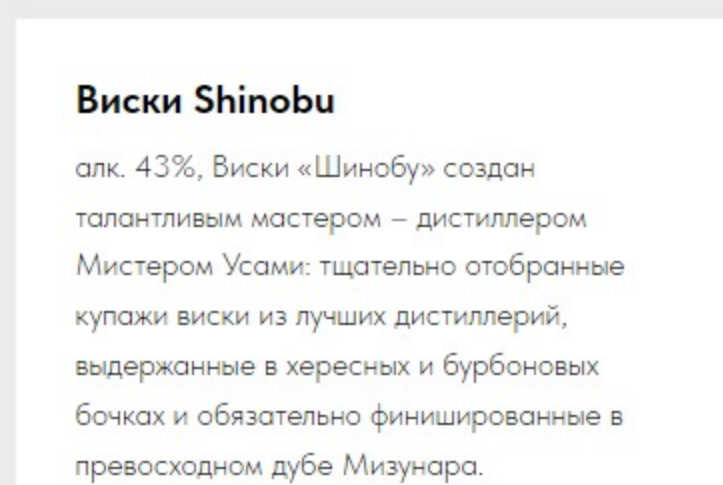 Виски Shinobu
алк. 43%, Виски «Шинобу» создан
талантливым мастером – дистиллером
Мистером Усами: тщательно отобранные
купажи виски из лучших дистиллерий,
выдержанные в хересных и бурбоновых
бочках и обязательно финишированные в
превосходном дубе Мизунара.